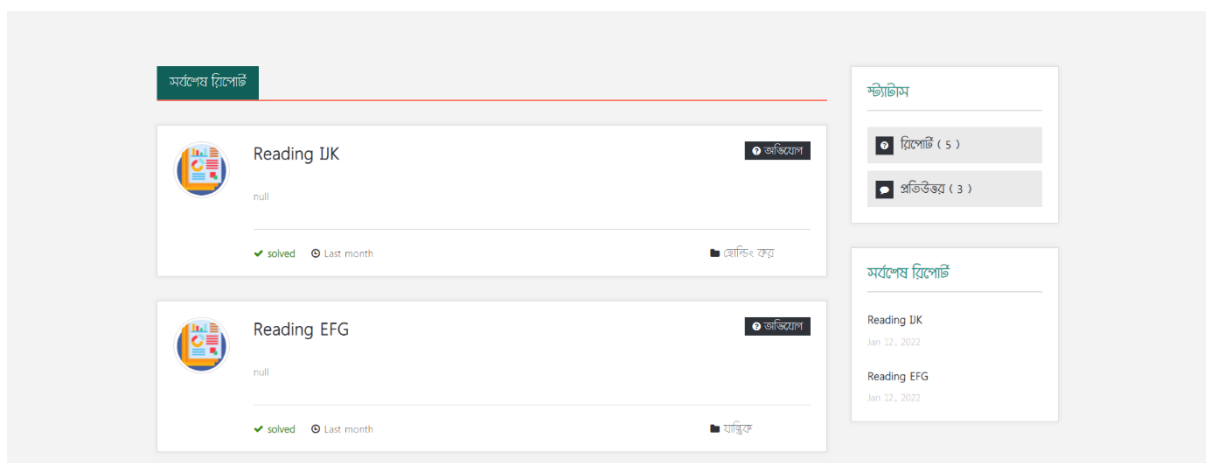 সর্বশেষ রিপোর্ট
Reading IJK
অভিযোগ
null
solved
Last month
হোল্ডিং কর
Reading EFG
অভিযোগ
null
solved
Last month
যান্ত্রিক
স্ট্যাটাস
রিপোর্ট ( 5 )
প্রতিউত্তর ( 3 )
সর্বশেষ রিপোর্ট
Reading IJK
Jan 12, 2022
Reading EFG
Jan 12, 2022